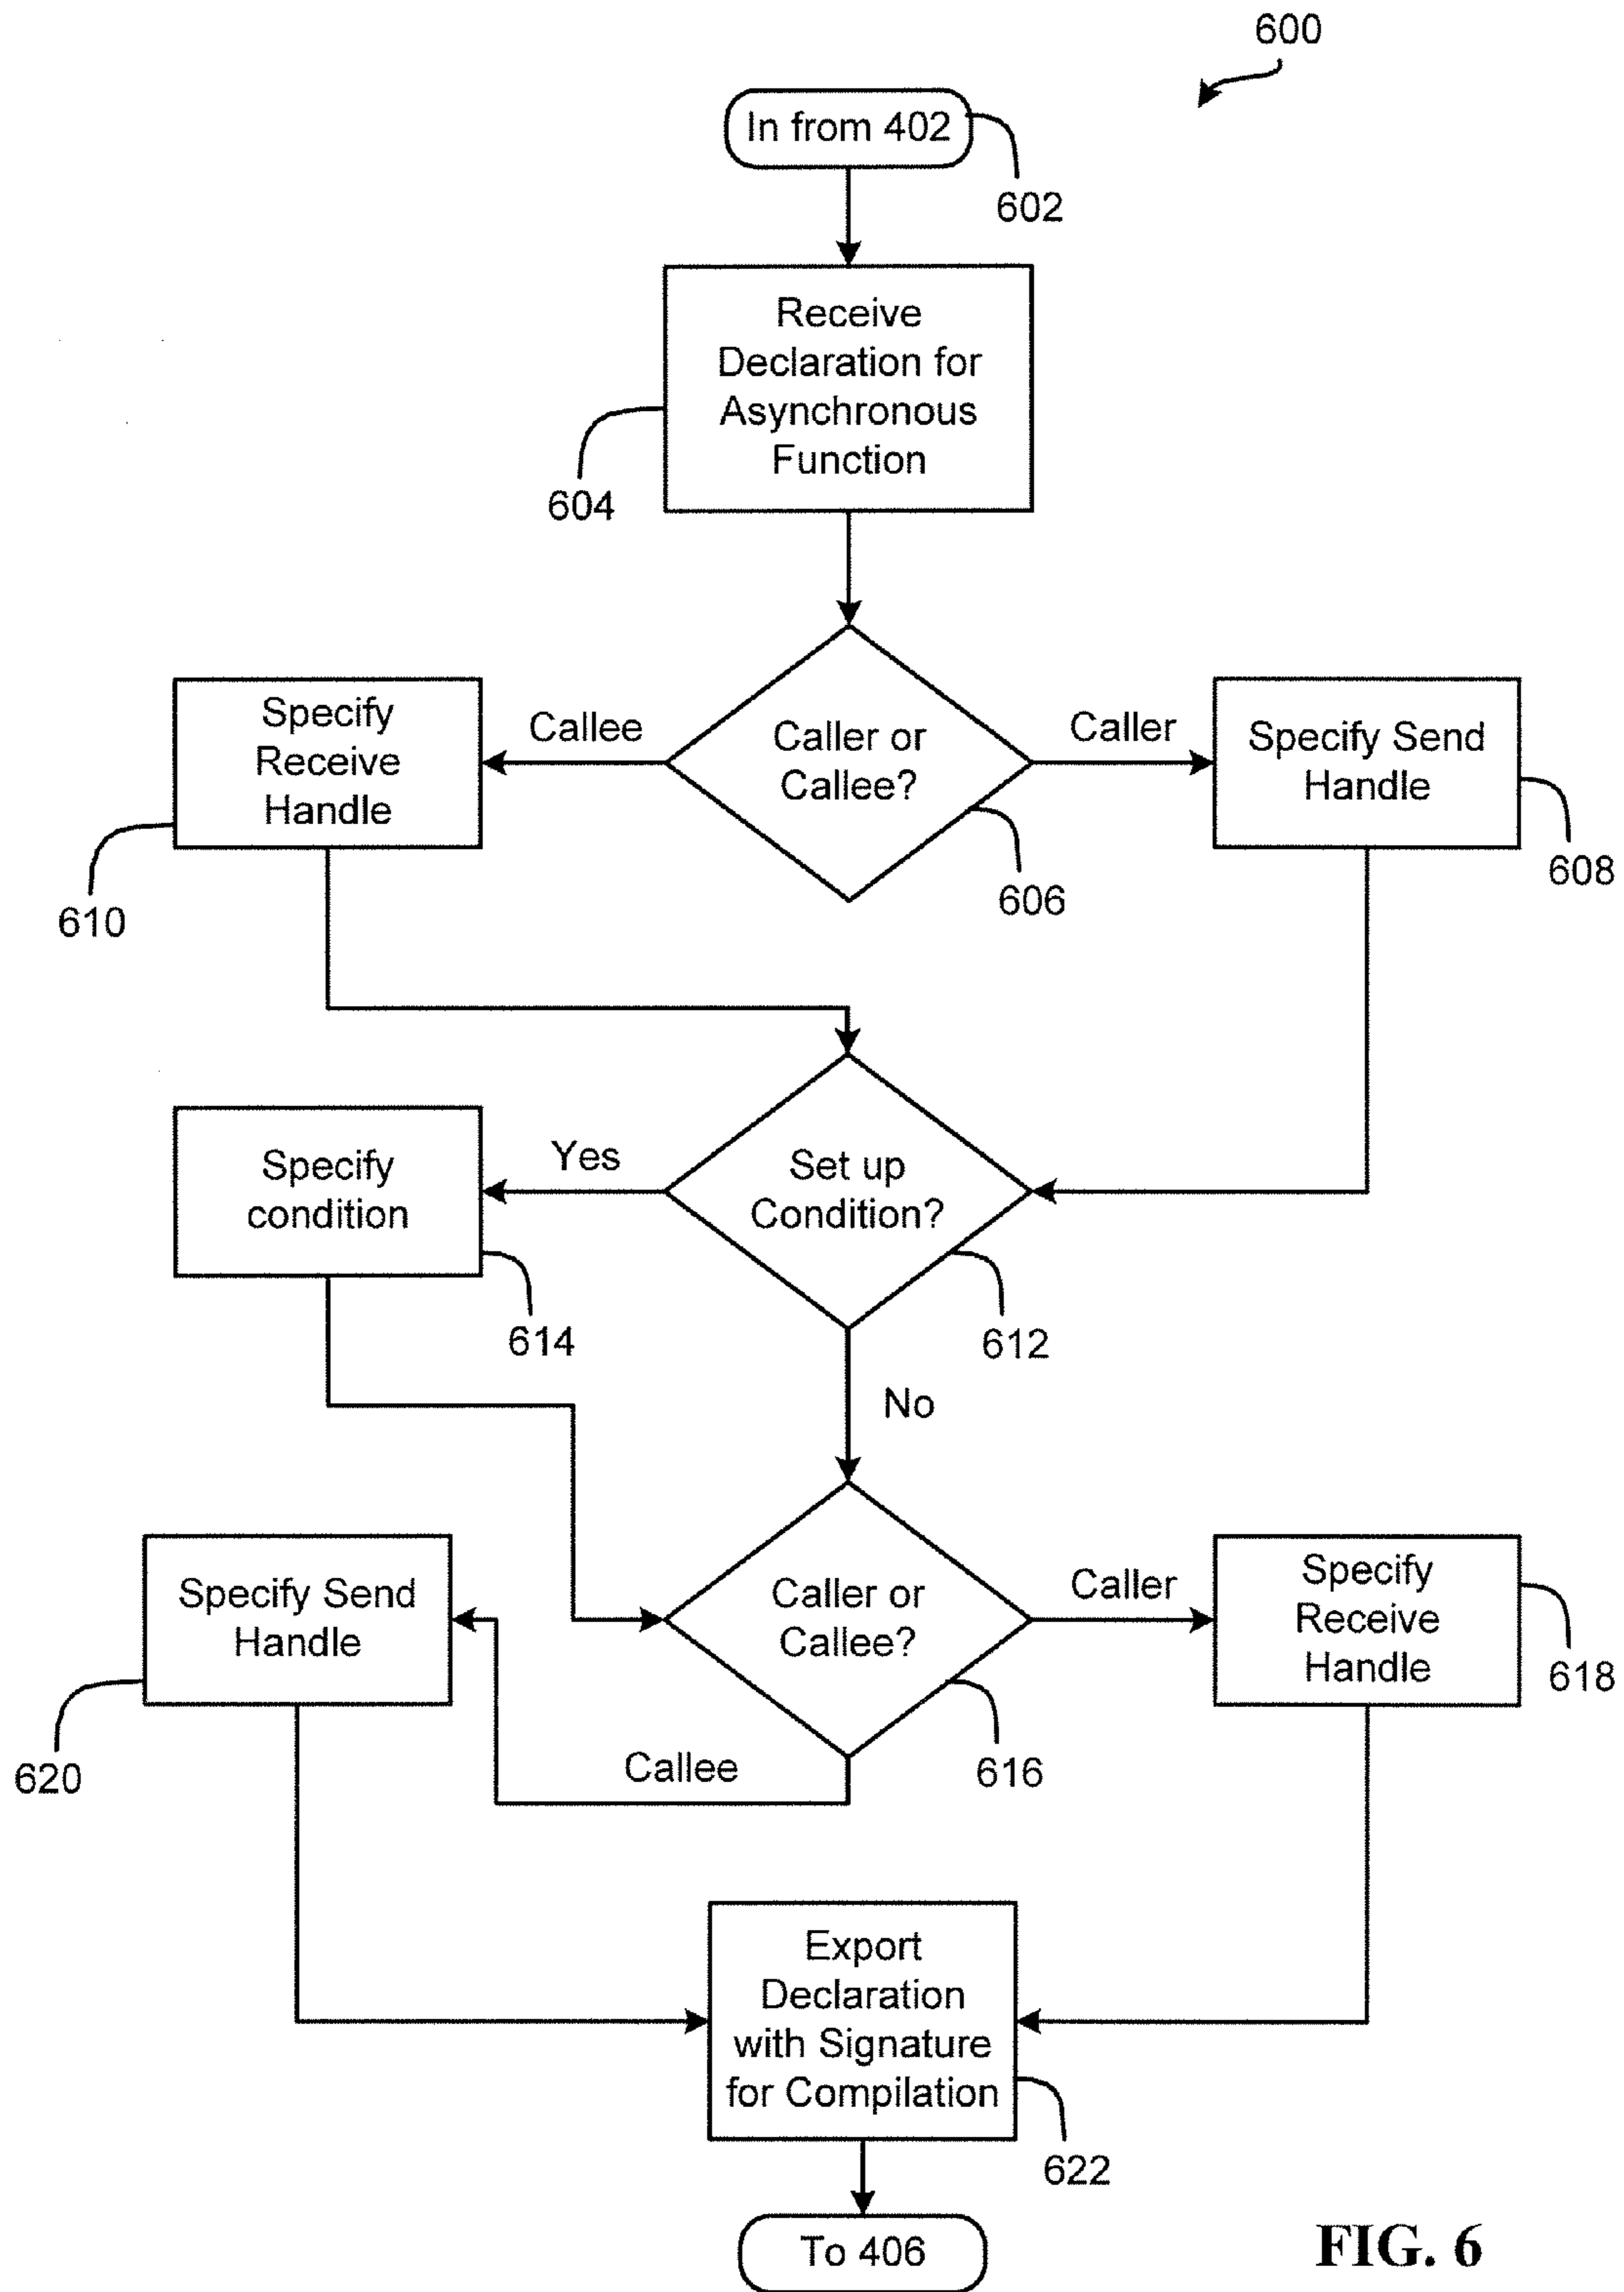 600
In from 402
602
Receive
Declaration for
Asynchronous
Function
604
Specify
Receive
Handle
Callee
Caller or
Callee?
Caller
Specify Send
Handle
610
606
608
Specify
condition
Yes
Set up
Condition?
614
612
No
Specify Send
Handle
Caller or
Callee?
Caller
Specify
Receive
Handle
620
Callee
616
618
Export
Declaration
with Signature
for Compilation
622
To 406
FIG. 6